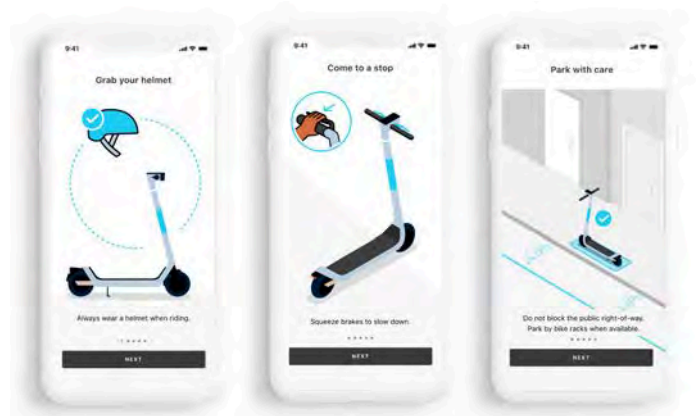 9:41
Grab your helmet
Always wear a helmet when riding.
NEXT
9:41
Come to a stop
Squeeze brakes to slow down.
NEXT
9:41
Park with care
Do not block the public right-of-way.
Park by bike racks when available.
NEXT